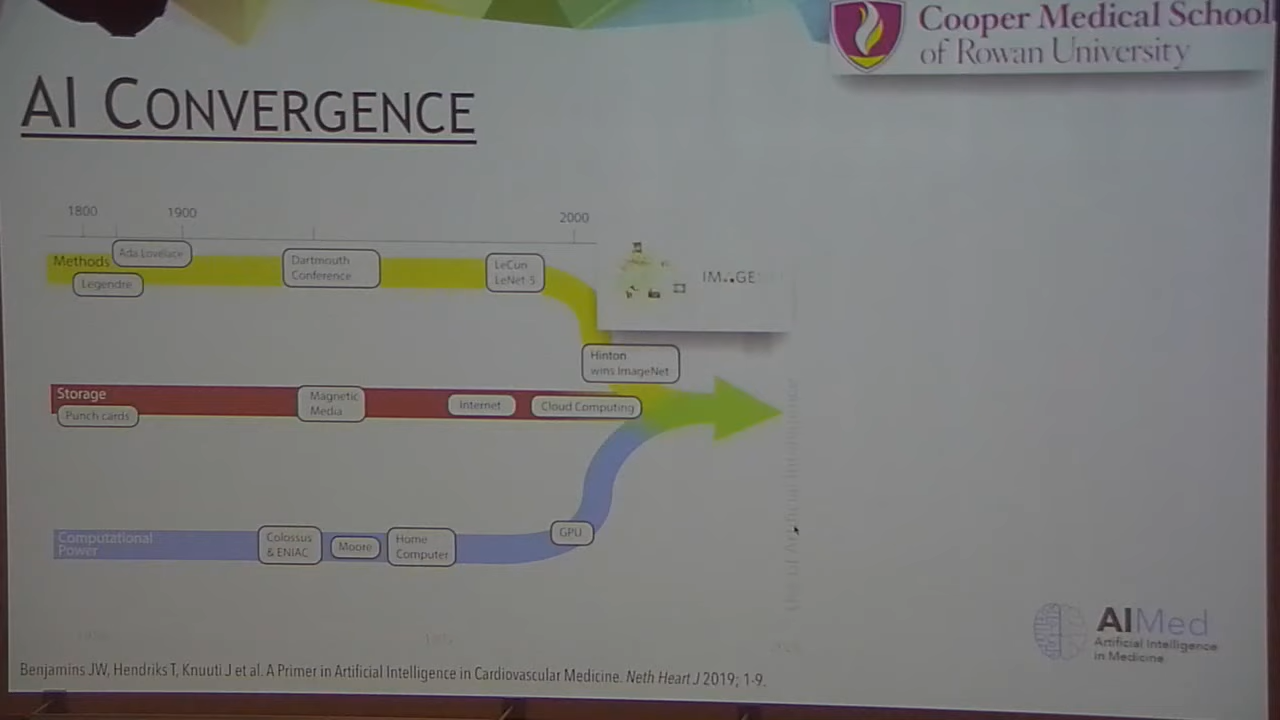 Cooper Medical School
of Rowan University
AI CONVERGENCE
1800
1900
2000
Methods
Ada Lovelace
Legendre
Dartmouth
Conference
LeCun
LeNet-5
IMAGE
Hinton
wins ImageNet
Storage
Punch cards
Magnetic
Media
Internet
Cloud Computing
Computational
Power
Colossus
& ENIAC
Moore
Home
Computer
GPU
AIMed
Artificial Intelligence
in Medicine
Benjamins JW, Hendriks T, Knuuti J et al. A Primer in Artificial Intelligence in Cardiovascular Medicine. Neth Heart J 2019; 1-9.